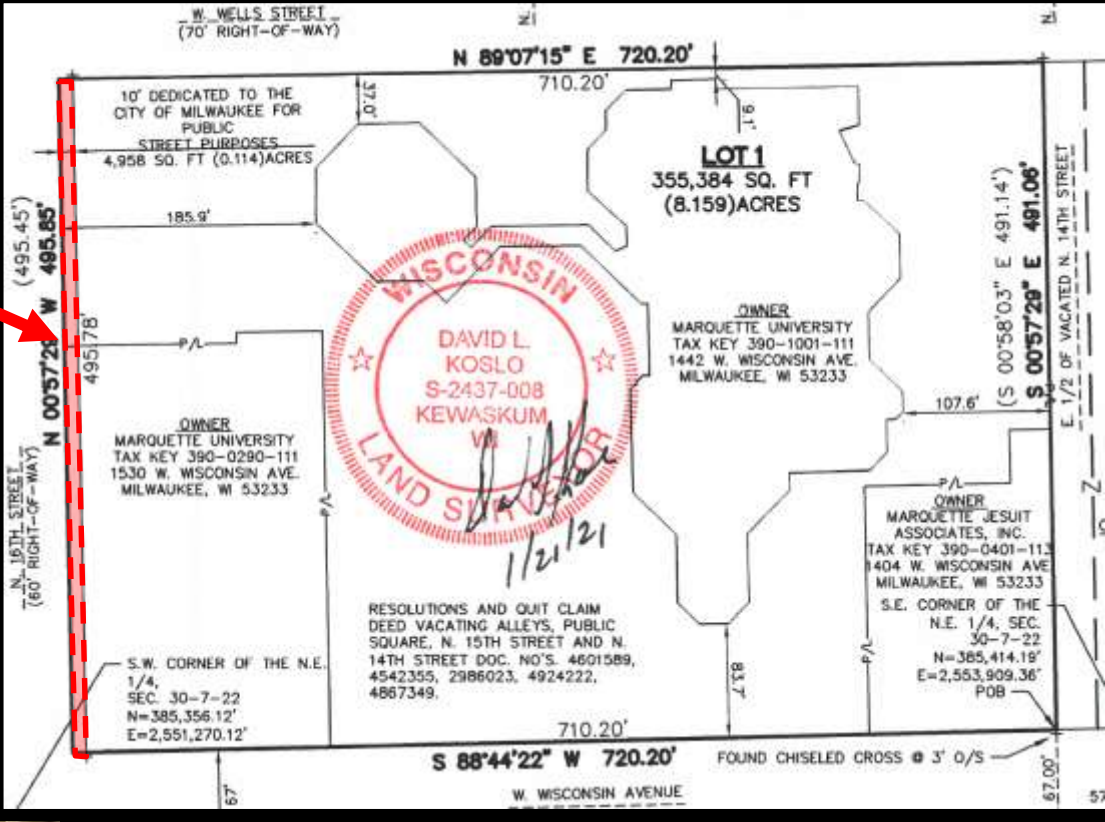 W. WELLS STREET
(70' RIGHT-OF-WAY)
N.
N.
N 89°07'15" E 720.20'
710.20'
10' DEDICATED TO THE
CITY OF MILWAUKEE FOR
PUBLIC
STREET PURPOSES
4,958 SQ. FT (0.114)ACRES
37.0'
9.1'
LOT 1
355,384 SQ. FT
(8.159)ACRES
185.9'
(495.45')
N 00°57'29" W 495.85'
495.78'
N. 16TH STREET
(60' RIGHT-OF-WAY)
(S 00°58'03" E 491.14')
S 00°57'29" E 491.06'
E. 1/2 OF VACATED N. 14TH STREET
P/L
OWNER
MARQUETTE UNIVERSITY
TAX KEY 390-0290-111
1530 W. WISCONSIN AVE.
MILWAUKEE, WI 53233
P/L
WISCONSIN
DAVID L.
KOSLO
S-2437-008
KEWASKUM,
WI
LAND SURVEYOR
1/21/21
OWNER
MARQUETTE UNIVERSITY
TAX KEY 390-1001-111
1442 W. WISCONSIN AVE.
MILWAUKEE, WI 53233
107.6'
P/L
OWNER
MARQUETTE JESUIT
ASSOCIATES, INC.
TAX KEY 390-0401-113
1404 W. WISCONSIN AVE
MILWAUKEE, WI 53233
P/L
S.E. CORNER OF THE
N.E. 1/4, SEC.
30-7-22
N=385,414.19'
E=2,553,909.36'
POB
RESOLUTIONS AND QUIT CLAIM
DEED VACATING ALLEYS, PUBLIC
SQUARE, N. 15TH STREET AND N.
14TH STREET DOC. NO'S. 4601589,
4542355, 2986023, 4924222,
4867349.
S.W. CORNER OF THE N.E.
1/4,
SEC. 30-7-22
N=385,356.12'
E=2,551,270.12'
83.7'
710.20'
S 88°44'22" W 720.20'
FOUND CHISELED CROSS @ 3' O/S
W. WISCONSIN AVENUE
67'
67.00'
57